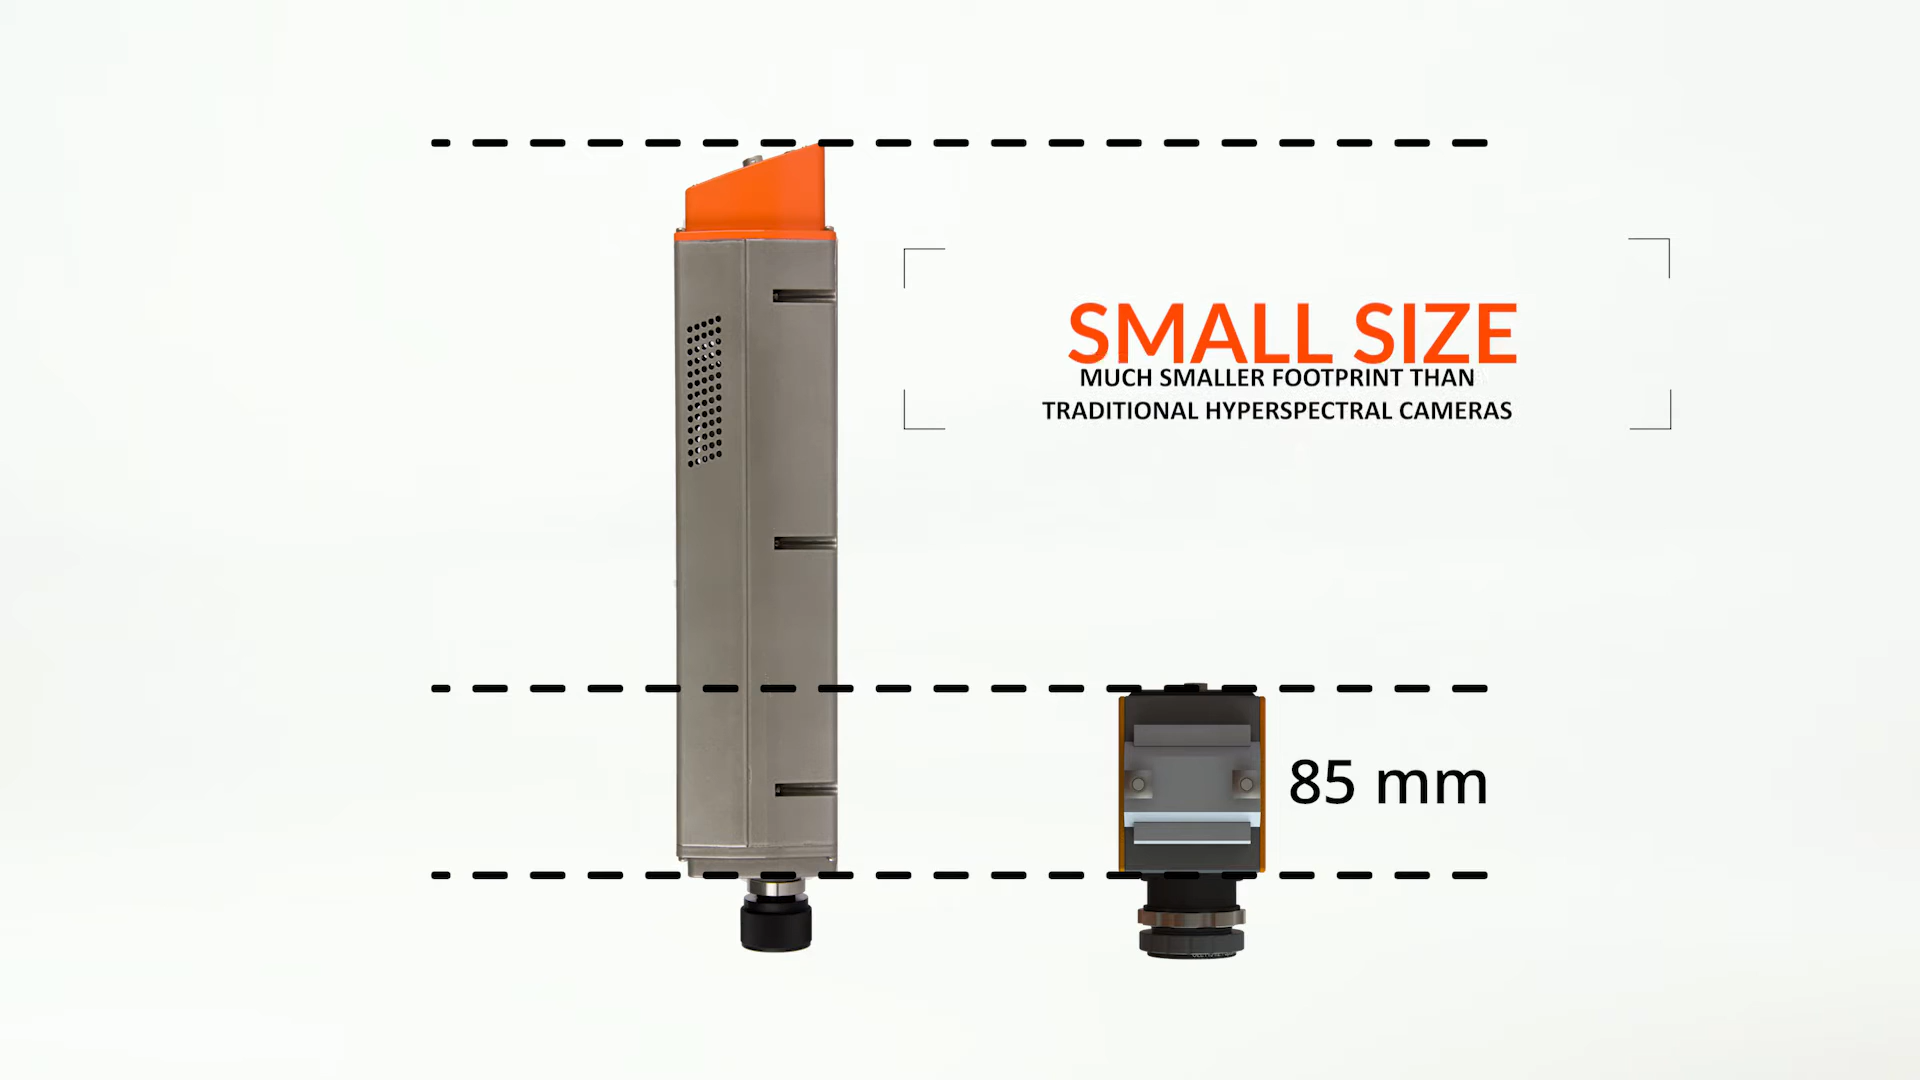 SMALL SIZE
MUCH SMALLER FOOTPRINT THAN
TRADITIONAL HYPERSPECTRAL CAMERAS
85 mm